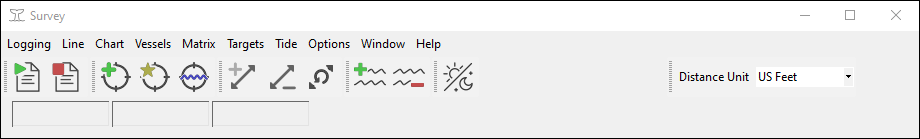 Survey
Logging Line Chart Vessels Matrix Targets Tide Options Window Help
Distance Unit US Feet